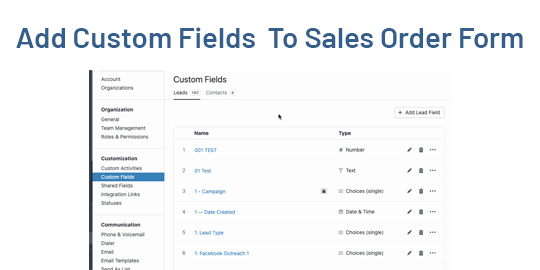 Add Custom Fields To Sales Order Form
Account
Organizations
Organization
General
Team Management
Roles & Permissions
Customization
Custom Activities
Custom Fields
Shared Fields
Integration Links
Statuses
Communication
Phone & Voicemail
Dialer
Email
Email Templates
Send As List
Custom Fields
Leads
Contacts
+ Add Lead Field
Name Type
1 001 TEST # Number
2 01 Test T Text
3 1 - Campaign Choices (single)
4 1 -- Date Created Date & Time
5 1. Lead Type Choices (single)
6 1: Facebook Outreach 1 Choices (single)